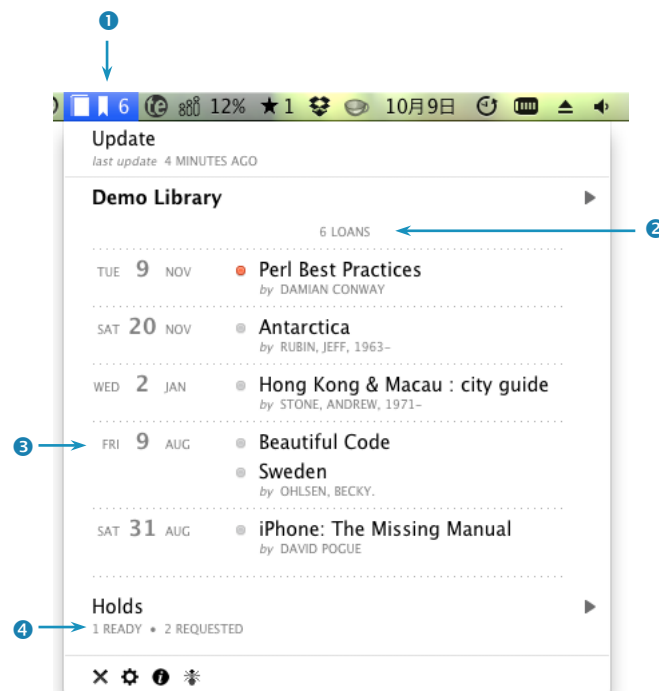 1
6 12% ★1 10月9日
Update
last update 4 MINUTES AGO
Demo Library
6 LOANS
2
TUE 9 NOV Perl Best Practices
by DAMIAN CONWAY
SAT 20 NOV Antarctica
by RUBIN, JEFF, 1963–
WED 2 JAN Hong Kong & Macau : city guide
by STONE, ANDREW, 1971–
3
FRI 9 AUG Beautiful Code
Sweden
by OHLSEN, BECKY.
SAT 31 AUG iPhone: The Missing Manual
by DAVID POGUE
Holds
4
1 READY • 2 REQUESTED